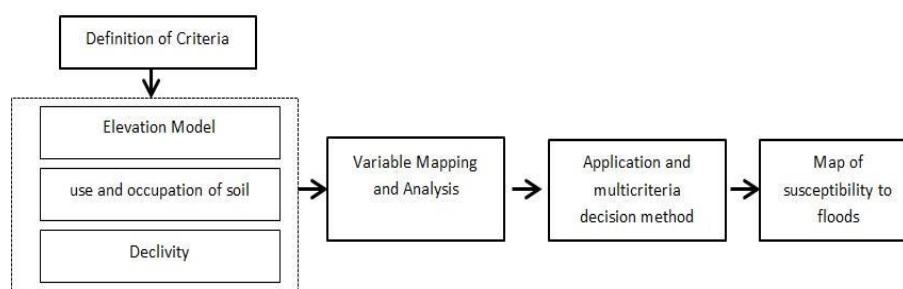 Definition of Criteria
Elevation Model
use and occupation of soil
Declivity
Variable Mapping
and Analysis
Application and
multicriteria
decision method
Map of
susceptibility to
floods